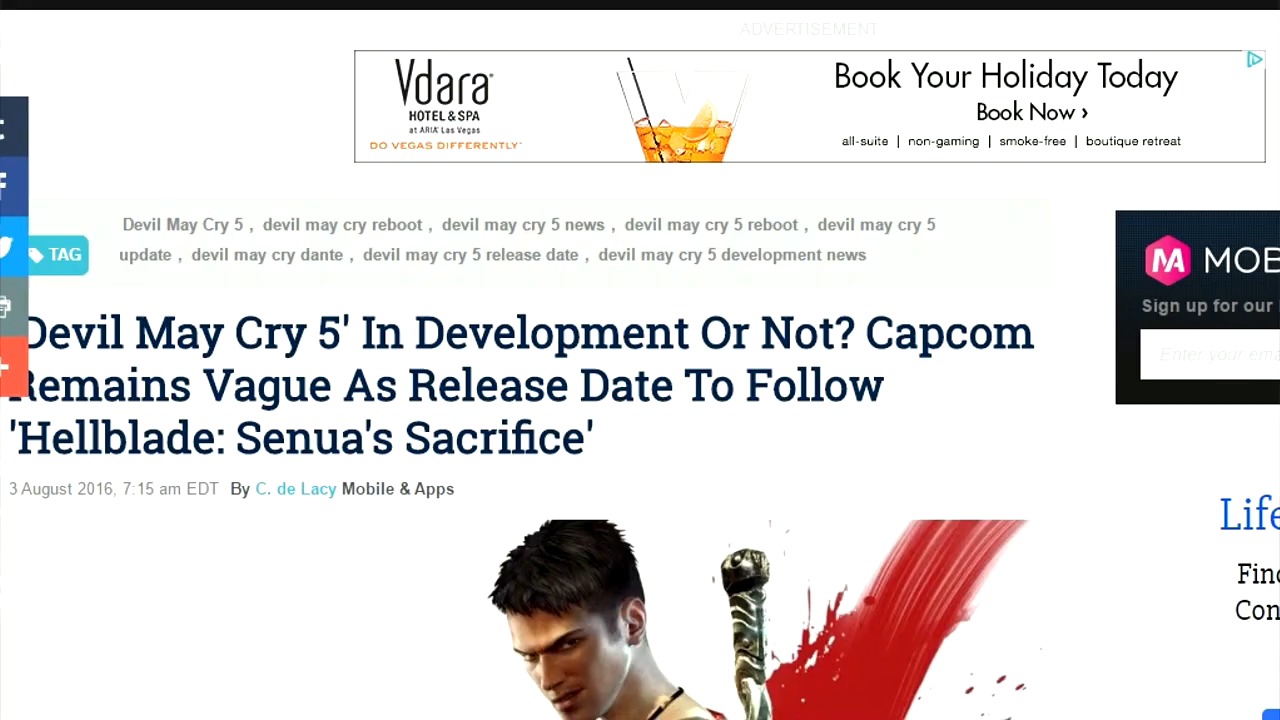 ADVERTISEMENT
Vdara
HOTEL & SPA
at ARIA Las Vegas
DO VEGAS DIFFERENTLY
Book Your Holiday Today
Book Now ›
all-suite | non-gaming | smoke-free | boutique retreat
Devil May Cry 5 , devil may cry reboot , devil may cry 5 news , devil may cry 5 reboot , devil may cry 5
update , devil may cry dante , devil may cry 5 release date , devil may cry 5 development news
TAG
Devil May Cry 5' In Development Or Not? Capcom
Remains Vague As Release Date To Follow
'Hellblade: Senua's Sacrifice'
3 August 2016, 7:15 am EDT By C. de Lacy Mobile & Apps
MA MOB
Sign up for our
Enter your ema
Life
Find
Con